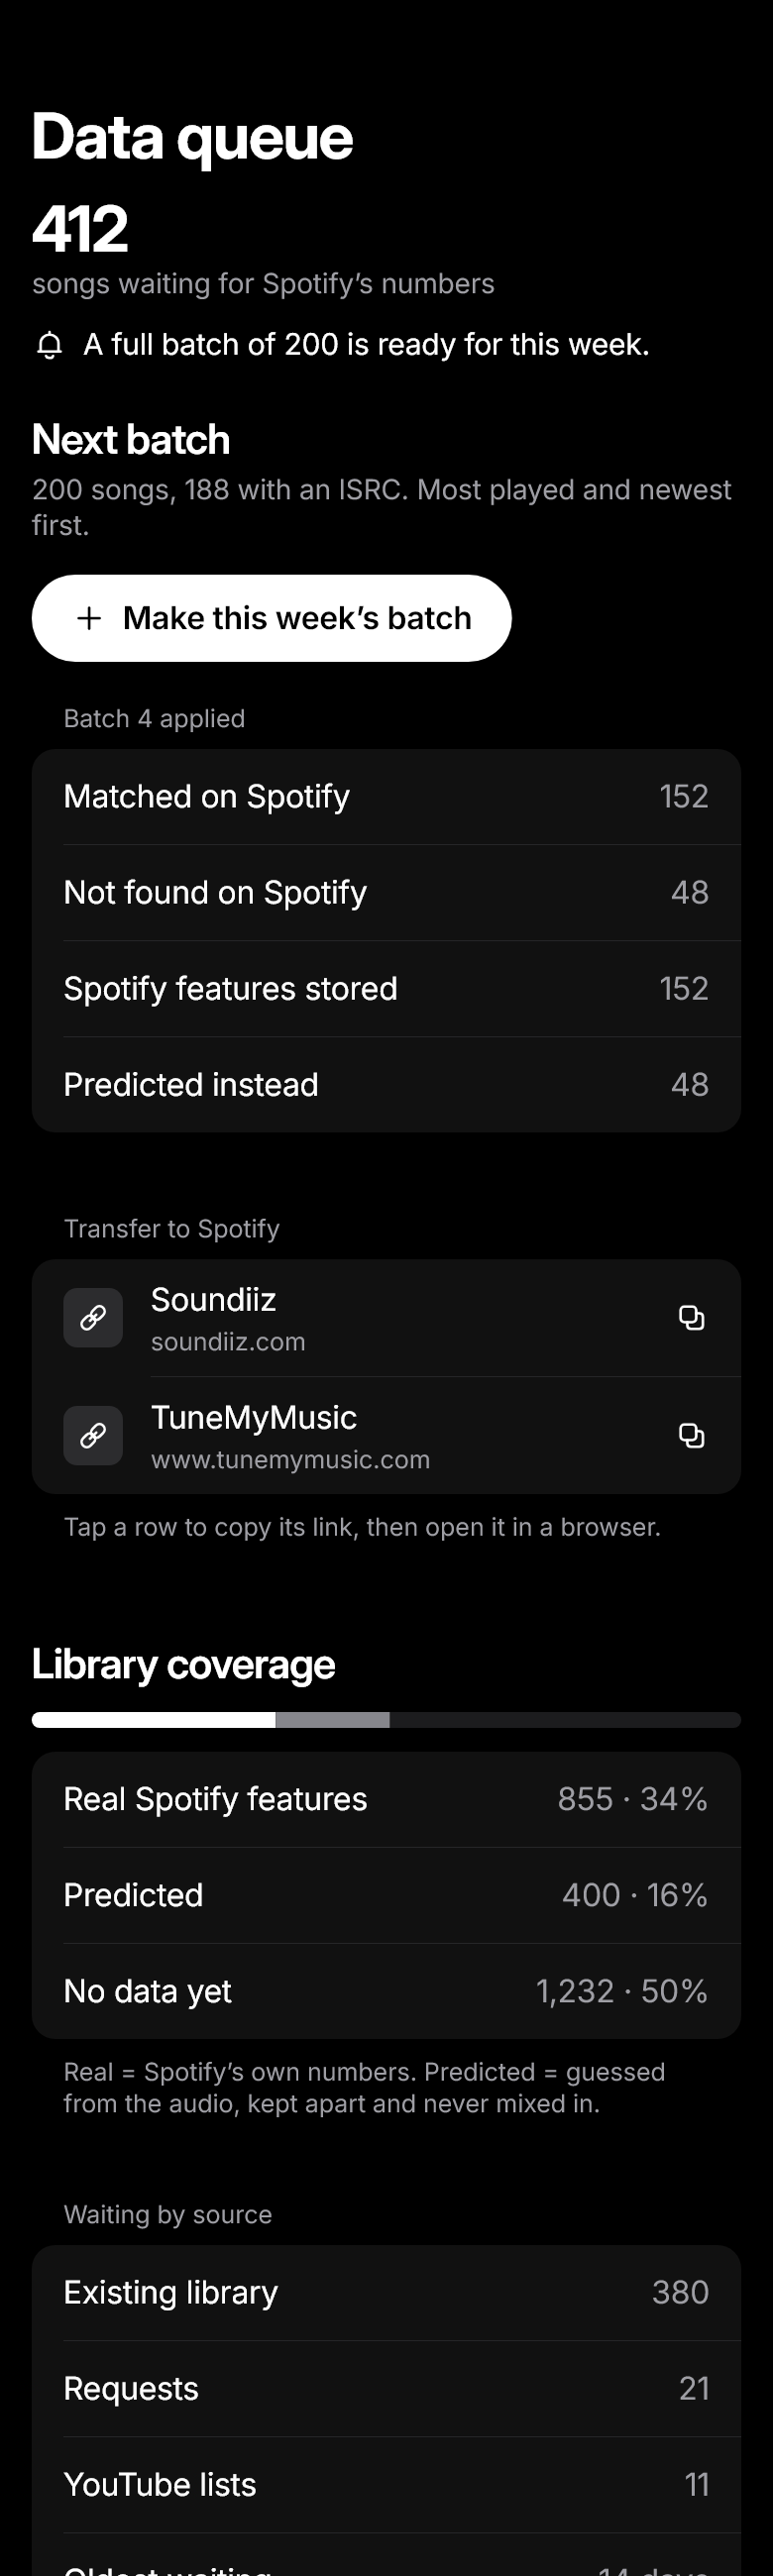 Data queue
412
songs waiting for Spotify’s numbers
A full batch of 200 is ready for this week.
Next batch
200 songs, 188 with an ISRC. Most played and newest
first.
Make this week’s batch
Batch 4 applied
Matched on Spotify 152
Not found on Spotify 48
Spotify features stored 152
Predicted instead 48
Transfer to Spotify
Soundiiz
soundiiz.com
TuneMyMusic
www.tunemymusic.com
Tap a row to copy its link, then open it in a browser.
Library coverage
Real Spotify features 855 · 34%
Predicted 400 · 16%
No data yet 1,232 · 50%
Real = Spotify’s own numbers. Predicted = guessed
from the audio, kept apart and never mixed in.
Waiting by source
Existing library 380
Requests 21
YouTube lists 11
Oldest waiting 14 days